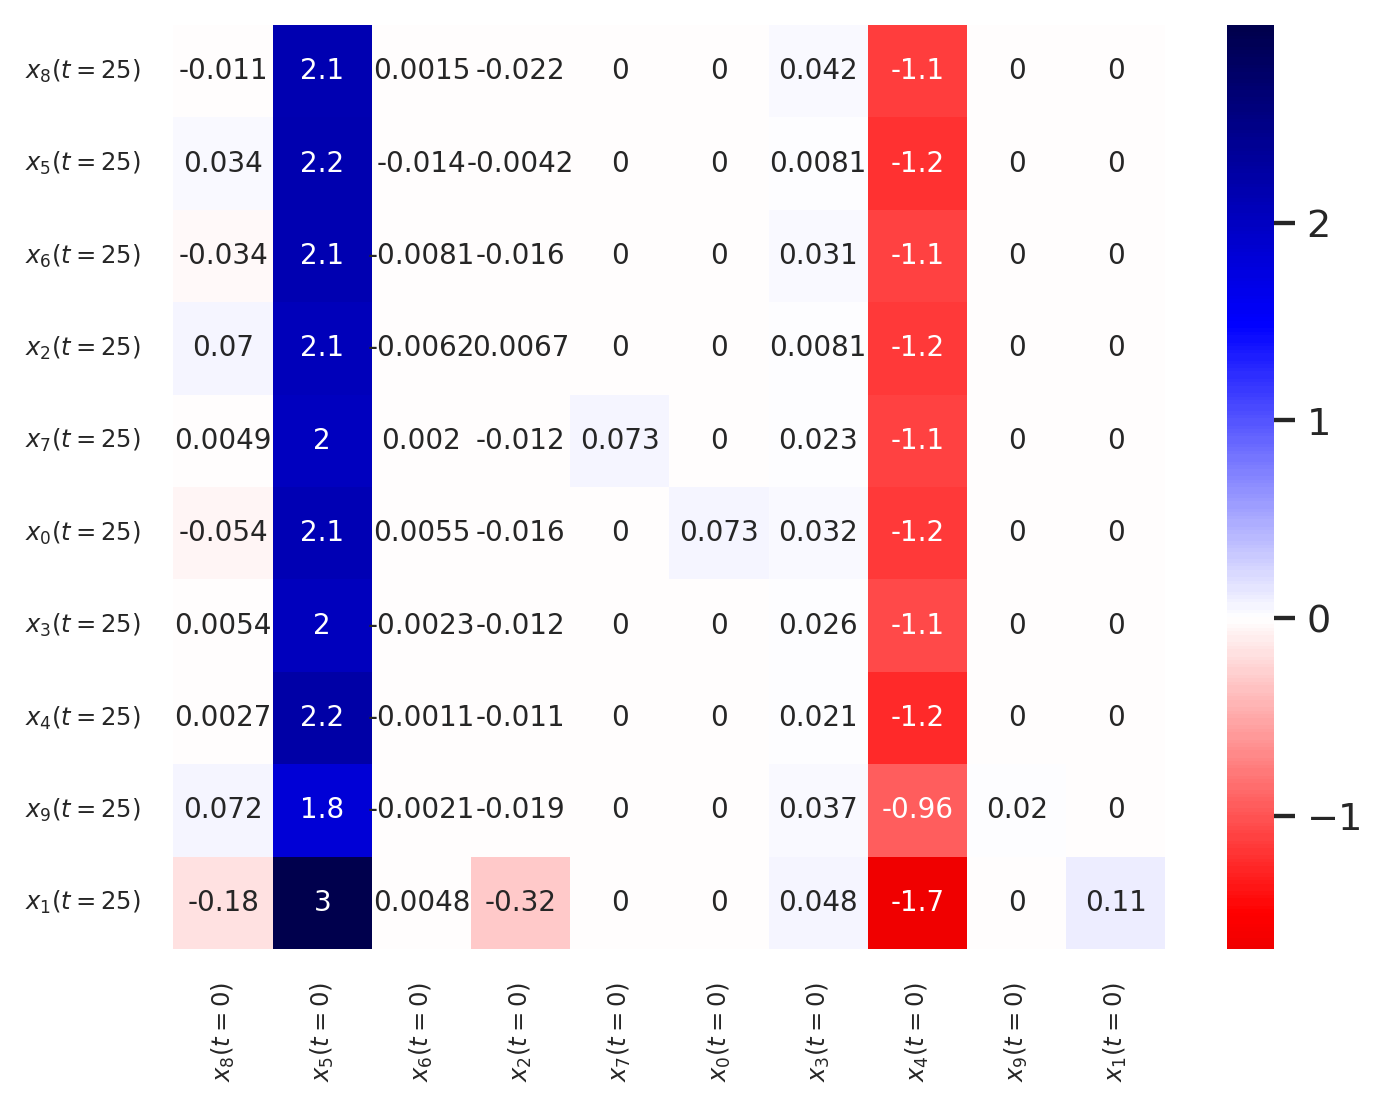 x₈(t = 25) -0.011 2.1 0.0015 -0.022 0 0 0.042 -1.1 0 0
x₅(t = 25) 0.034 2.2 -0.014 -0.0042 0 0 0.0081 -1.2 0 0
x₆(t = 25) -0.034 2.1 -0.0081 -0.016 0 0 0.031 -1.1 0 0
2
x₂(t = 25) 0.07 2.1 -0.0062 0.0067 0 0 0.0081 -1.2 0 0
x₇(t = 25) 0.0049 2 0.002 -0.012 0.073 0 0.023 -1.1 0 0
1
x₀(t = 25) -0.054 2.1 0.0055 -0.016 0 0.073 0.032 -1.2 0 0
x₃(t = 25) 0.0054 2 -0.0023 -0.012 0 0 0.026 -1.1 0 0
0
x₄(t = 25) 0.0027 2.2 -0.0011 -0.011 0 0 0.021 -1.2 0 0
x₉(t = 25) 0.072 1.8 -0.0021 -0.019 0 0 0.037 -0.96 0.02 0
−1
x₁(t = 25) -0.18 3 0.0048 -0.32 0 0 0.048 -1.7 0 0.11
x₈(t = 0)
x₅(t = 0)
x₆(t = 0)
x₂(t = 0)
x₇(t = 0)
x₀(t = 0)
x₃(t = 0)
x₄(t = 0)
x₉(t = 0)
x₁(t = 0)